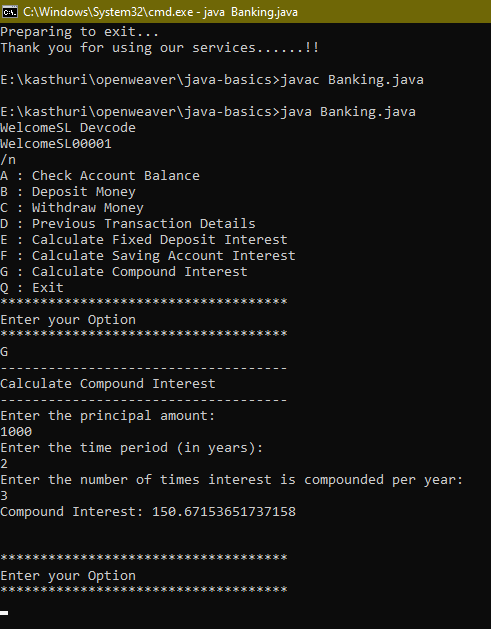 C:\Windows\System32\cmd.exe - java Banking.java
Preparing to exit...
Thank you for using our services......!!
E:\kasthuri\openweaver\java-basics>javac Banking.java
E:\kasthuri\openweaver\java-basics>java Banking.java
WelcomeSL Devcode
WelcomeSL00001
/n
A : Check Account Balance
B : Deposit Money
C : Withdraw Money
D : Previous Transaction Details
E : Calculate Fixed Deposit Interest
F : Calculate Saving Account Interest
G : Calculate Compound Interest
Q : Exit
************************************
Enter your Option
************************************
G
------------------------------------
Calculate Compound Interest
------------------------------------
Enter the principal amount:
1000
Enter the time period (in years):
2
Enter the number of times interest is compounded per year:
3
Compound Interest: 150.67153651737158
************************************
Enter your Option
************************************